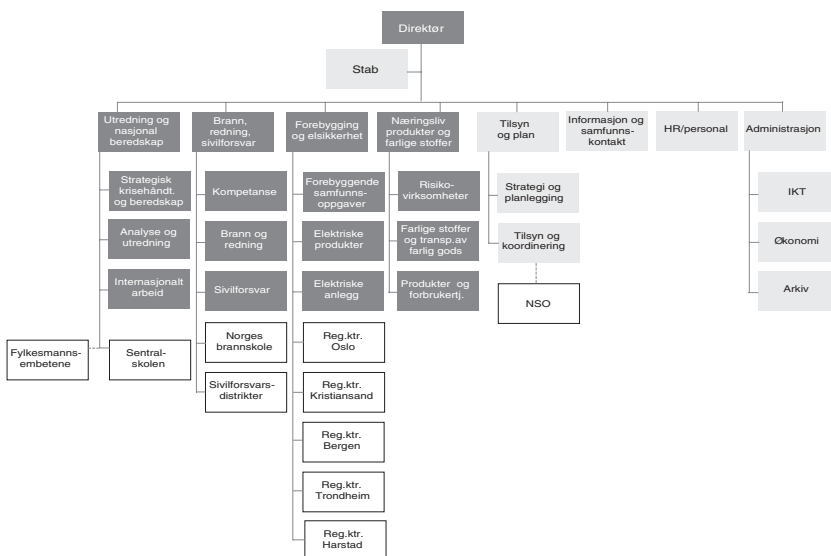 Direktør
Stab
Utredning og
nasjonal
beredskap
Brann,
redning,
sivilforsvar
Forebygging
og elsikkerhet
Næringsliv
produkter og
farlige stoffer
Tilsyn
og plan
Informasjon og
samfunns-
kontakt
HR/personal
Administrasjon
Strategisk
krisehåndt.
og beredskap
Kompetanse
Forebyggende
samfunns-
oppgaver
Risiko-
virksomheter
Strategi og
planlegging
IKT
Analyse og
utredning
Brann og
redning
Elektriske
produkter
Farlige stoffer
og transp.av
farlig gods
Tilsyn og
koordinering
Økonomi
Internasjonalt
arbeid
Sivilforsvar
Elektriske
anlegg
Produkter og
forbrukertj.
NSO
Arkiv
Fylkesmanns-
embetene
Sentral-
skolen
Norges
brannskole
Reg.ktr.
Oslo
Sivilforsvars-
distrikter
Reg.ktr.
Kristiansand
Reg.ktr.
Bergen
Reg.ktr.
Trondheim
Reg.ktr.
Harstad